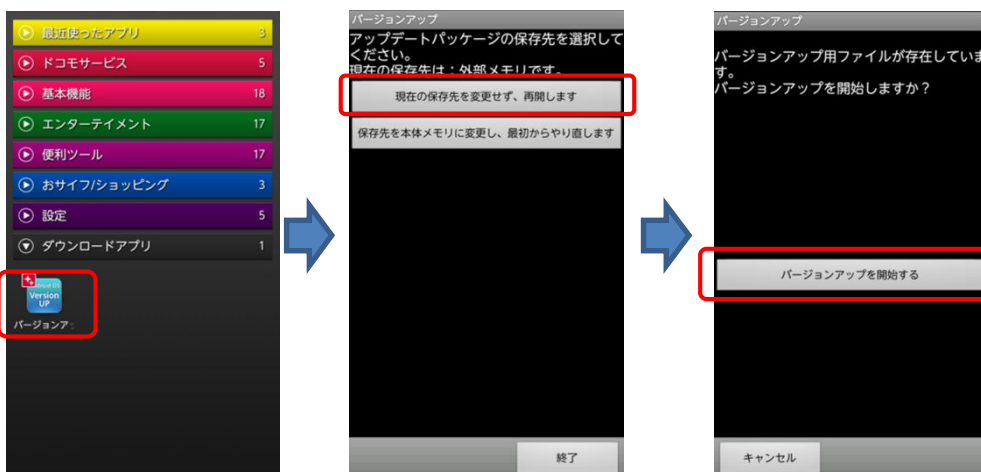 最近使ったアプリ 3
ドコモサービス 5
基本機能 18
エンターテイメント 17
便利ツール 17
おサイフ/ショッピング 3
設定 5
ダウンロードアプリ 1
Version
UP
バージョンア
バージョンアップ
アップデートパッケージの保存先を選択して
ください。
現在の保存先は：外部メモリです。
現在の保存先を変更せず、再開します
保存先を本体メモリに変更し、最初からやり直します
終了
バージョンアップ
バージョンアップ用ファイルが存在していま
す。
バージョンアップを開始しますか？
バージョンアップを開始する
キャンセル